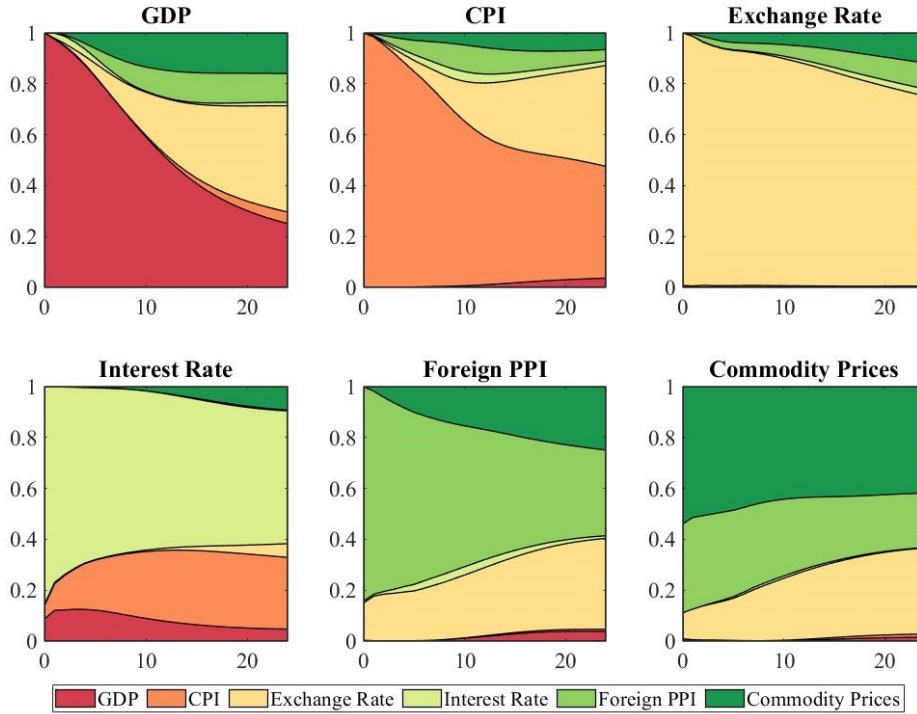 GDP CPI Exchange Rate
1 1 1
0.8 0.8 0.8
0.6 0.6 0.6
0.4 0.4 0.4
0.2 0.2 0.2
0 0 0
0 10 20 0 10 20 0 10 20
Interest Rate Foreign PPI Commodity Prices
1 1 1
0.8 0.8 0.8
0.6 0.6 0.6
0.4 0.4 0.4
0.2 0.2 0.2
0 0 0
0 10 20 0 10 20 0 10 20
GDP CPI Exchange Rate Interest Rate Foreign PPI Commodity Prices